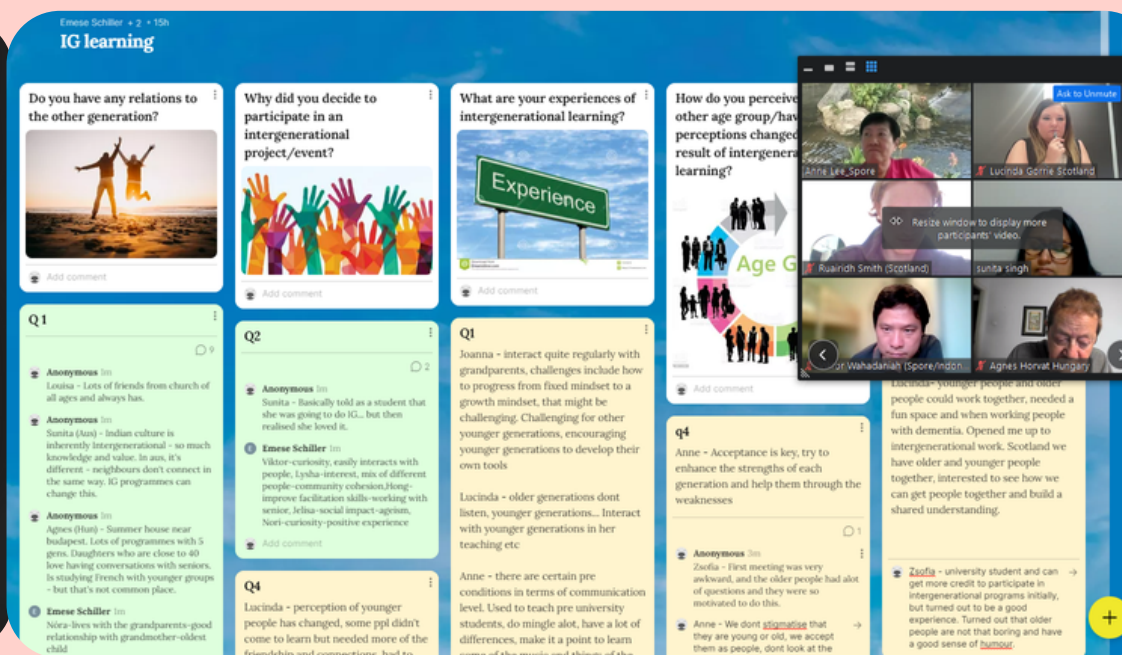 Emese Schiller + 2 • 15h
IG learning
Do you have any relations to
the other generation?
Add comment
Q 1
9
Anonymous 1m
Louisa - Lots of friends from church of
all ages and always has.
Anonymous 1m
Sunita (Aus) - Indian culture is
inherently Intergenerational - so much
knowledge and value. In aus, it's
different - neighbours don't connect in
the same way. IG programmes can
change this.
Anonymous 1m
Agnes (Hun) - Summer house near
budapest. Lots of programmes with 5
gens. Daughters who are close to 40
love having conversations with seniors.
Is studying French with younger groups
- but that's not common place.
Emese Schiller 1m
Nóra-lives with the grandparents-good
relationship with grandmother-oldest
child
Why did you decide to
participate in an
intergenerational
project/event?
Add comment
Q2
2
Anonymous 1m
Sunita - Basically told as a student that
she was going to do IG... but then
realised she loved it.
Emese Schiller 1m
Viktor-curiosity, easily interacts with
people, Lysha-interest, mix of different
people-community cohesion,Hong-
improve facilitation skills-working with
senior, Jelisa-social impact-ageism,
Nori-curiosity-positive experience
Add comment
Q4
Lucinda - perception of younger
people has changed, some ppl didn't
come to learn but needed more of the
friendship and connections, had to
What are your experiences of
intergenerational learning?
Experience
Add comment
Q1
Joanna - interact quite regularly with
grandparents, challenges include how
to progress from fixed mindset to a
growth mindset, that might be
challenging. Challenging for other
younger generations, encouraging
younger generations to develop their
own tools
Lucinda - older generations dont
listen, younger generations... Interact
with younger generations in her
teaching etc
Anne - there are certain pre
conditions in terms of communication
level. Used to teach pre university
students, do mingle alot, have a lot of
differences, make it a point to learn
some of the music and things of the
How do you perceive
other age group/hav
perceptions changed
result of intergenera
learning?
Age G
Add comment
q4
Anne - Acceptance is key, try to
enhance the strengths of each
generation and help them through the
weaknesses
1
Anonymous 3m
Zsofia - First meeting was very
awkward, and the older people had alot
of questions and they were so
motivated to do this.
Anne - We dont stigmatise that
they are young or old, we accept
them as people, dont look at the
Ask to Unmute
Anne Lee_Spore
Lucinda Gorrie Scotland
Resize window to display more
participants' video.
Ruairidh Smith (Scotland)
sunita singh
or Wahadaniah (Spore/Indon
Agnes Horvat Hungary
Lucinda- younger people and older
people could work together, needed a
fun space and when working people
with dementia. Opened me up to
intergenerational work. Scotland we
have older and younger people
together, interested to see how we
can get people together and build a
shared understanding.
Zsofia - university student and can
get more credit to participate in
intergenerational programs initially,
but turned out to be a good
experience. Turned out that older
people are not that boring and have
a good sense of humour.